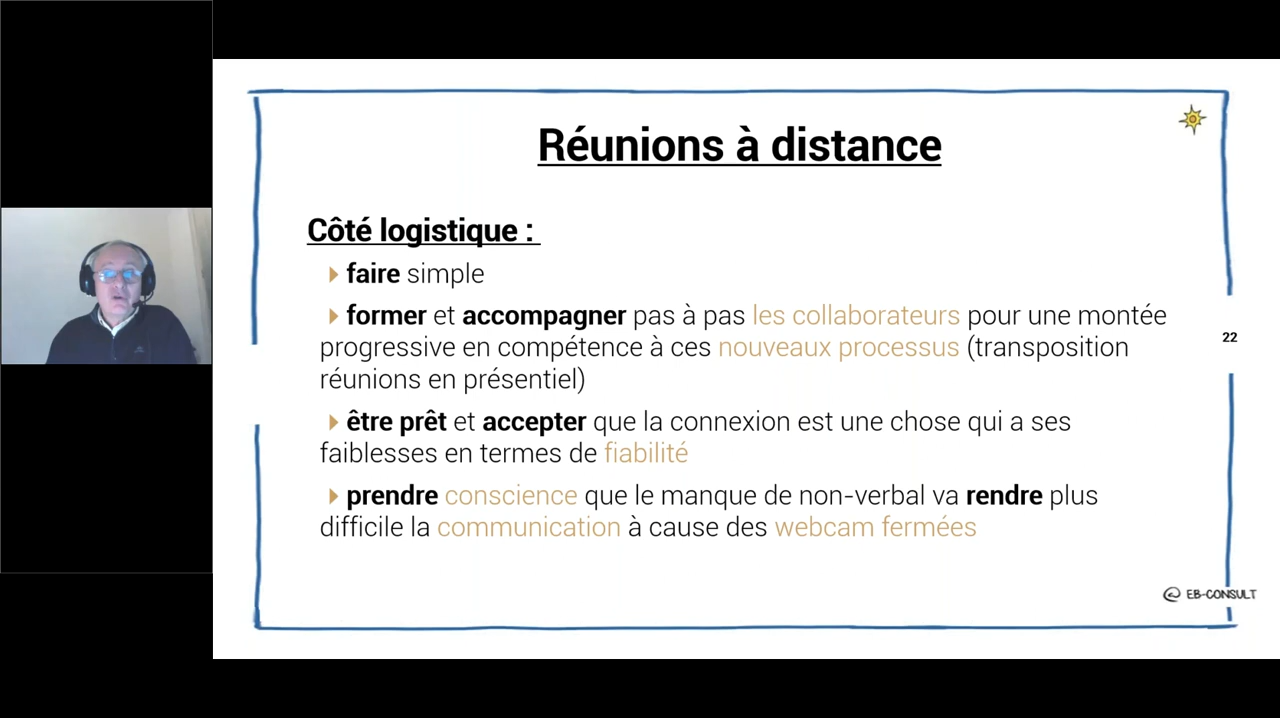 Réunions à distance
Côté logistique :
faire simple
former et accompagner pas à pas les collaborateurs pour une montée
progressive en compétence à ces nouveaux processus (transposition
réunions en présentiel)
22
être prêt et accepter que la connexion est une chose qui a ses
faiblesses en termes de fiabilité
prendre conscience que le manque de non-verbal va rendre plus
difficile la communication à cause des webcam fermées
@ EB-CONSULT